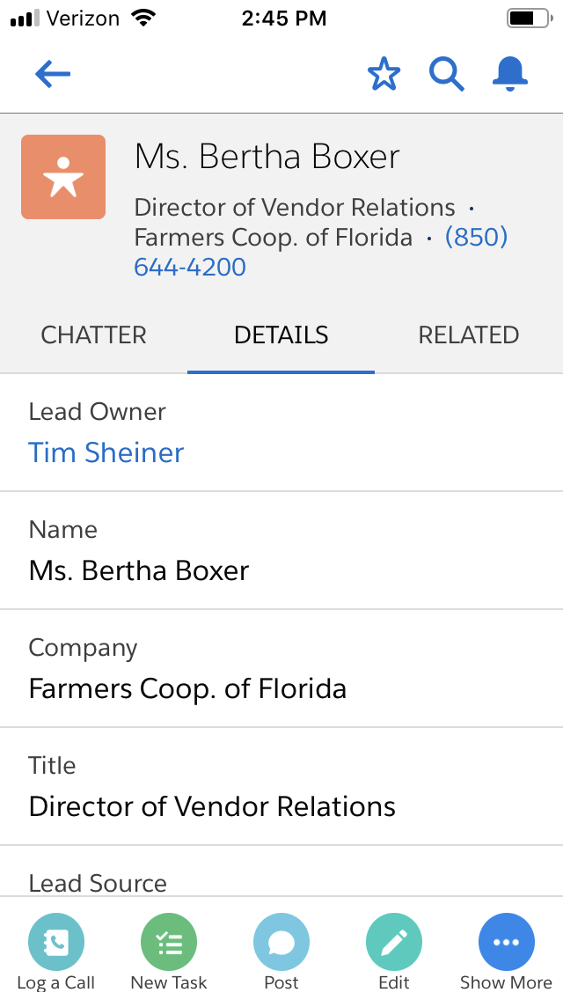 Verizon 2:45 PM
Ms. Bertha Boxer
Director of Vendor Relations ·
Farmers Coop. of Florida · (850)
644-4200
CHATTER DETAILS RELATED
Lead Owner
Tim Sheiner
Name
Ms. Bertha Boxer
Company
Farmers Coop. of Florida
Title
Director of Vendor Relations
Lead Source
Log a Call New Task Post Edit Show More